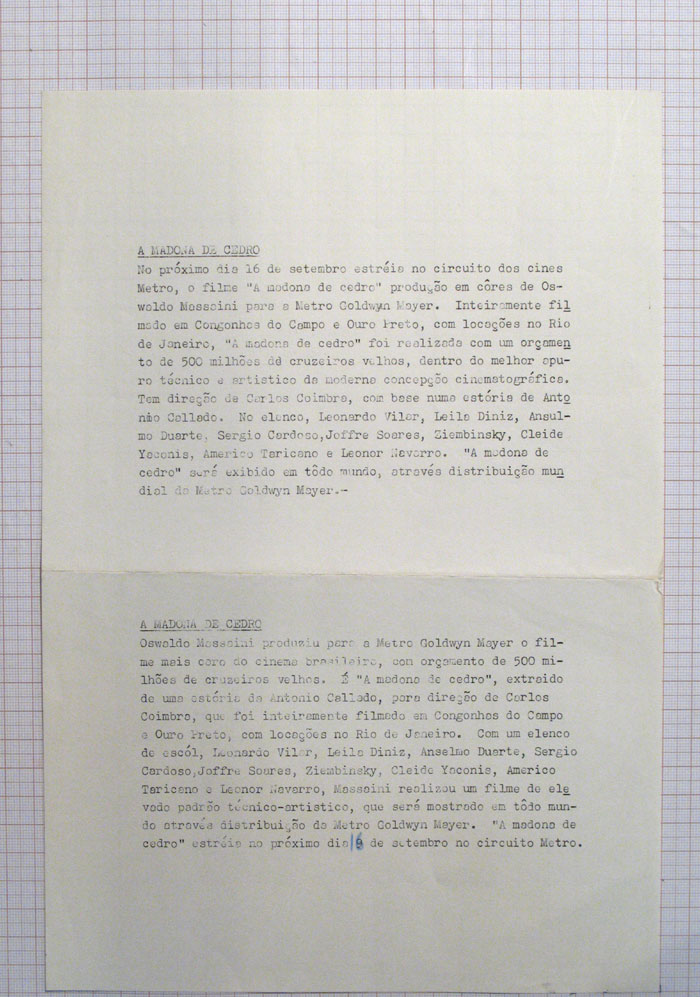 A MADONA DE CEDRO
No próximo dia 16 de setembro estréia no circuito dos cines
Metro, o filme "A madona de cedro" produção em côres de Os-
waldo Massaini para a Metro Goldwyn Mayer. Inteiramente fil
mado em Congonhas do Campo e Ouro Preto, com locações no Rio
de Janeiro, "A madona de cedro" foi realizada com um orçamen
to de 500 milhões de cruzeiros velhos, dentro do melhor apu-
ro técnico e artistico da moderna concepção cinematográfica.
Tem direção de Carlos Coimbra, com base numa estória de Anto
nio Callado. No elenco, Leonardo Vilar, Leila Diniz, Ansel-
mo Duarte, Sergio Cardoso,Joffre Soares, Ziembinsky, Cleide
Yaconis, Americo Taricano e Leonor Navarro. "A madona de
cedro" será exibido em tôdo mundo, através distribuição mun
dial da Metro Goldwyn Mayer.-
A MADONA DE CEDRO
Oswaldo Massaini produziu para a Metro Goldwyn Mayer o fil-
me mais caro do cinema brasileiro, com orçamento de 500 mi-
lhões de cruzeiros velhos. É "A madona de cedro", extraido
de uma estória de Antonio Callado, para direção de Carlos
Coimbra, que foi inteiramente filmado em Congonhas do Campo
e Ouro Preto, com locações no Rio de Janeiro. Com um elenco
de escól, Leonardo Vilar, Leila Diniz, Anselmo Duarte, Sergio
Cardoso,Joffre Soares, Ziembinsky, Cleide Yaconis, Americo
Taricano e Leonor Navarro, Massaini realizou um filme de ele
vado padrão técnico-artistico, que será mostrado em tôdo mun-
do através distribuição da Metro Goldwyn Mayer. "A madona de
cedro" estréia no próximo dia 16 de setembro no circuito Metro.